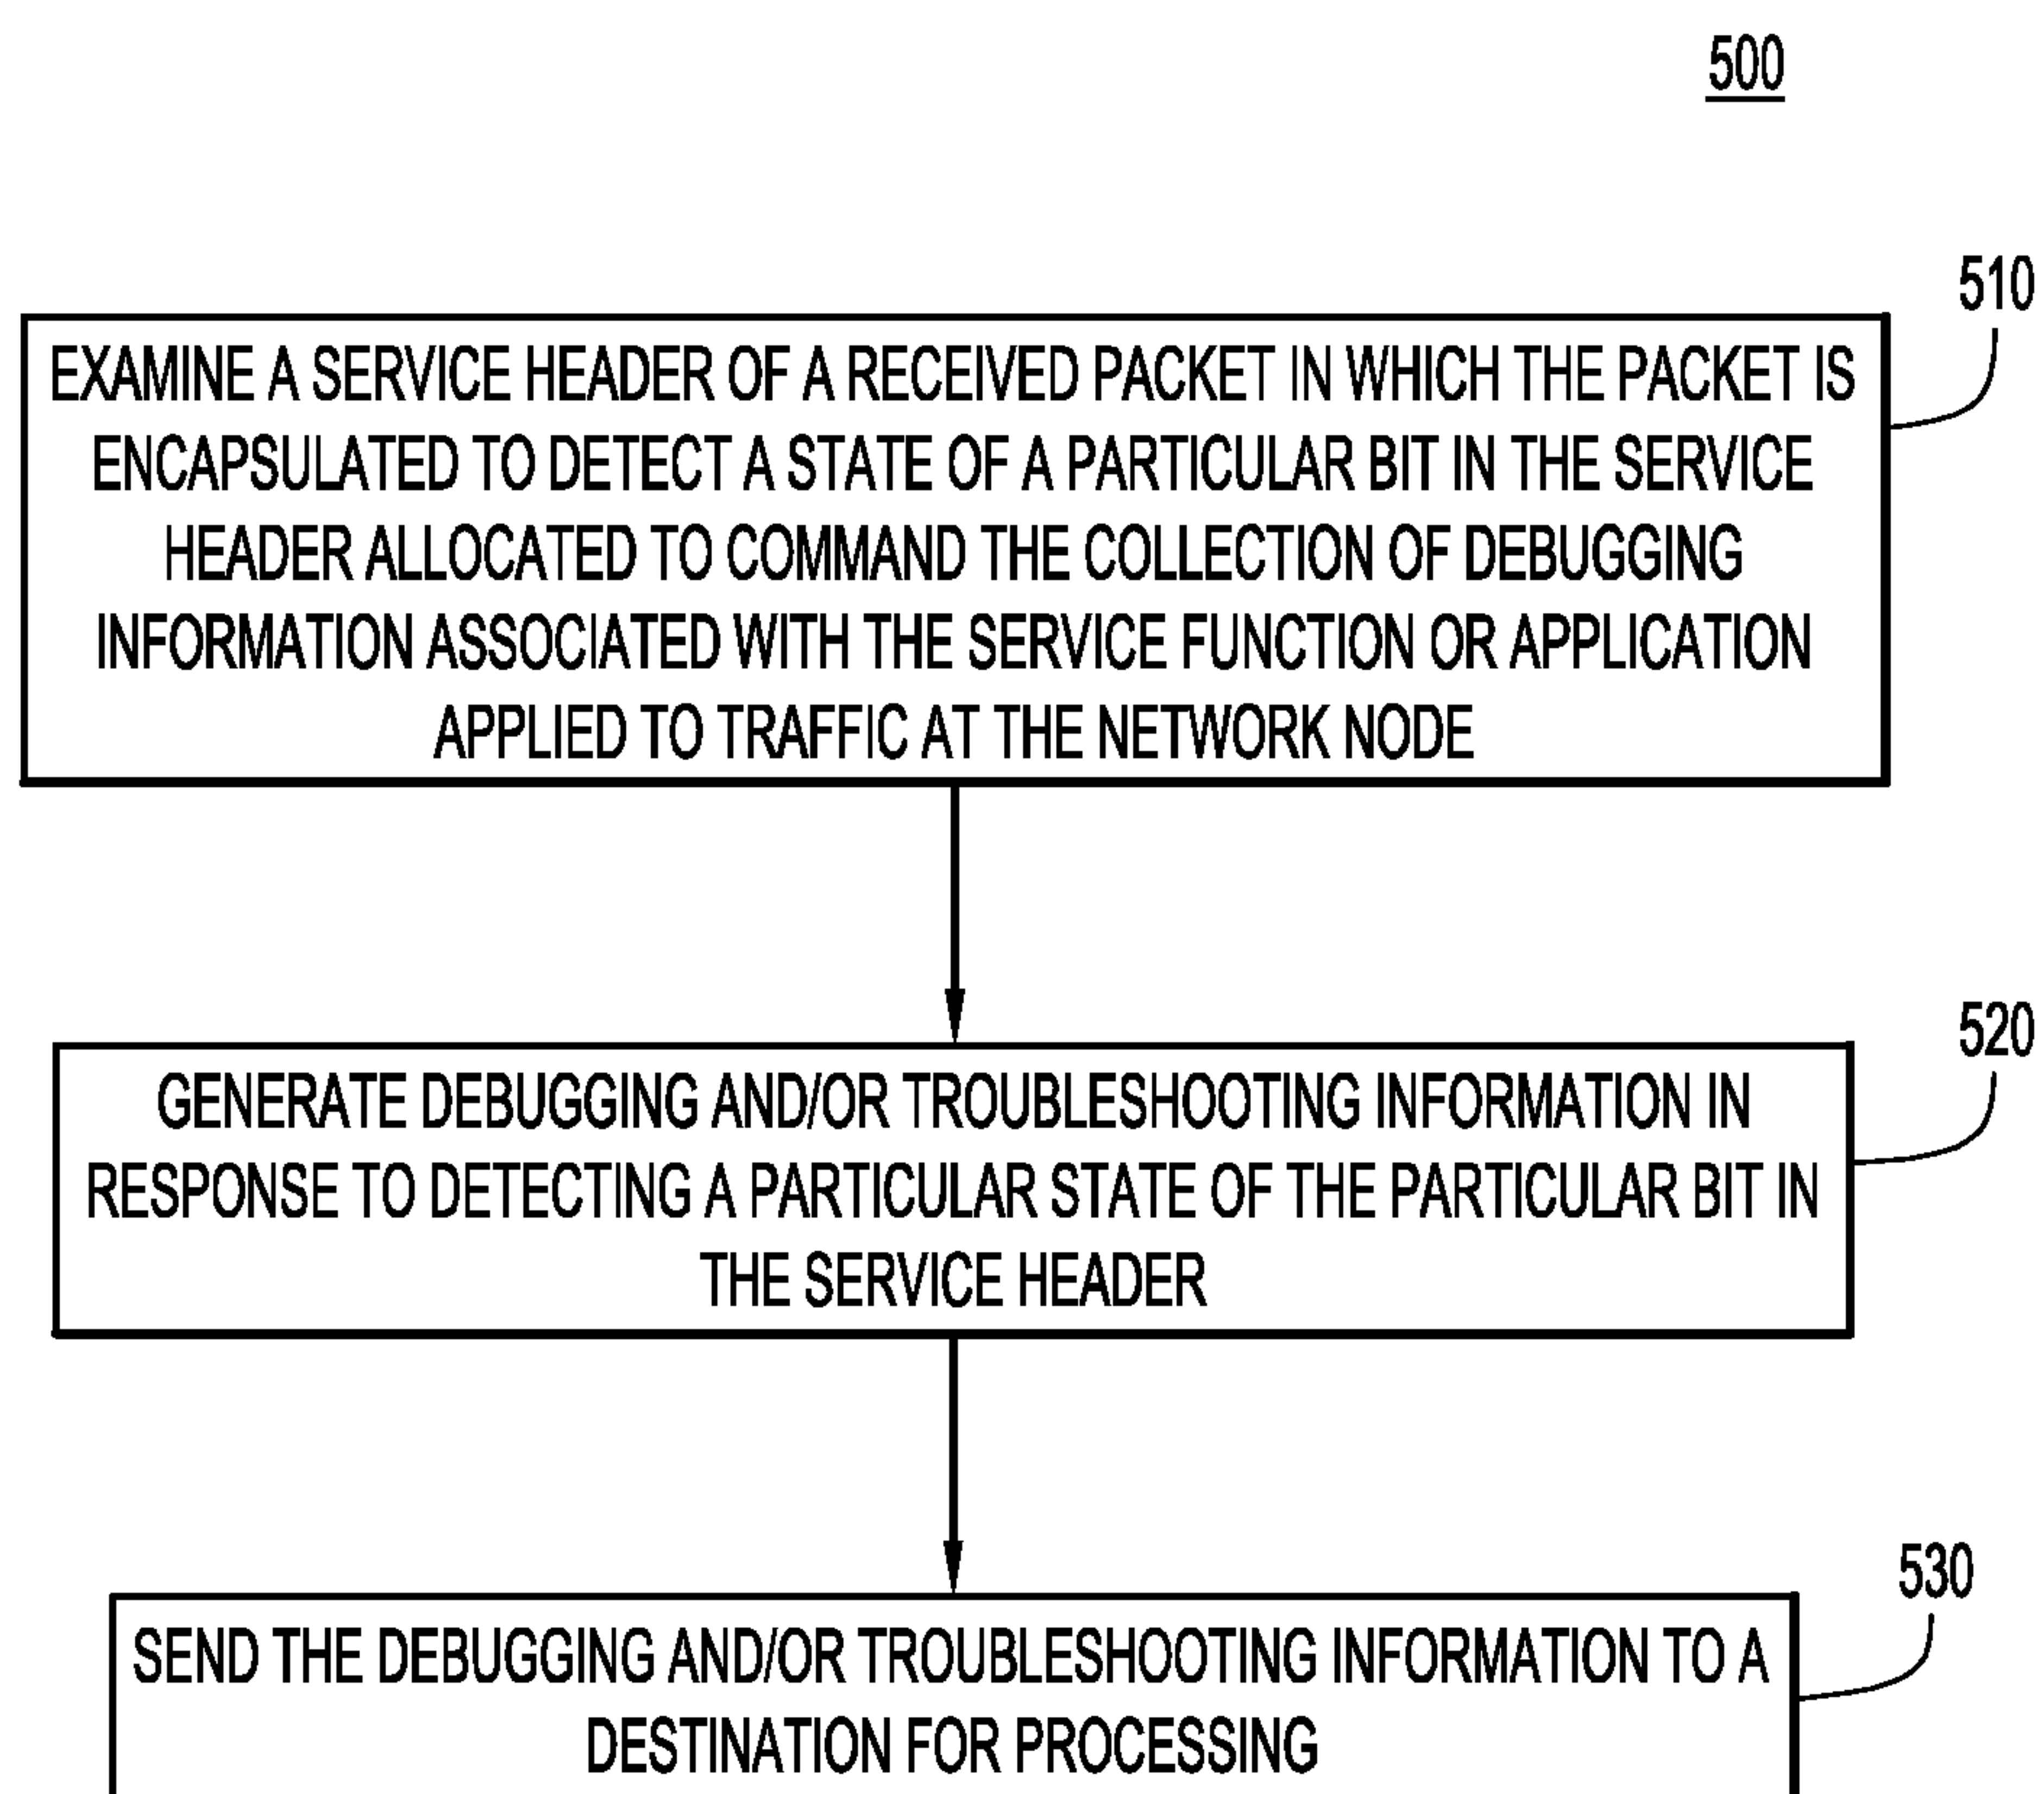 500
510
EXAMINE A SERVICE HEADER OF A RECEIVED PACKET IN WHICH THE PACKET IS
ENCAPSULATED TO DETECT A STATE OF A PARTICULAR BIT IN THE SERVICE
HEADER ALLOCATED TO COMMAND THE COLLECTION OF DEBUGGING
INFORMATION ASSOCIATED WITH THE SERVICE FUNCTION OR APPLICATION
APPLIED TO TRAFFIC AT THE NETWORK NODE
520
GENERATE DEBUGGING AND/OR TROUBLESHOOTING INFORMATION IN
RESPONSE TO DETECTING A PARTICULAR STATE OF THE PARTICULAR BIT IN
THE SERVICE HEADER
530
SEND THE DEBUGGING AND/OR TROUBLESHOOTING INFORMATION TO A
DESTINATION FOR PROCESSING